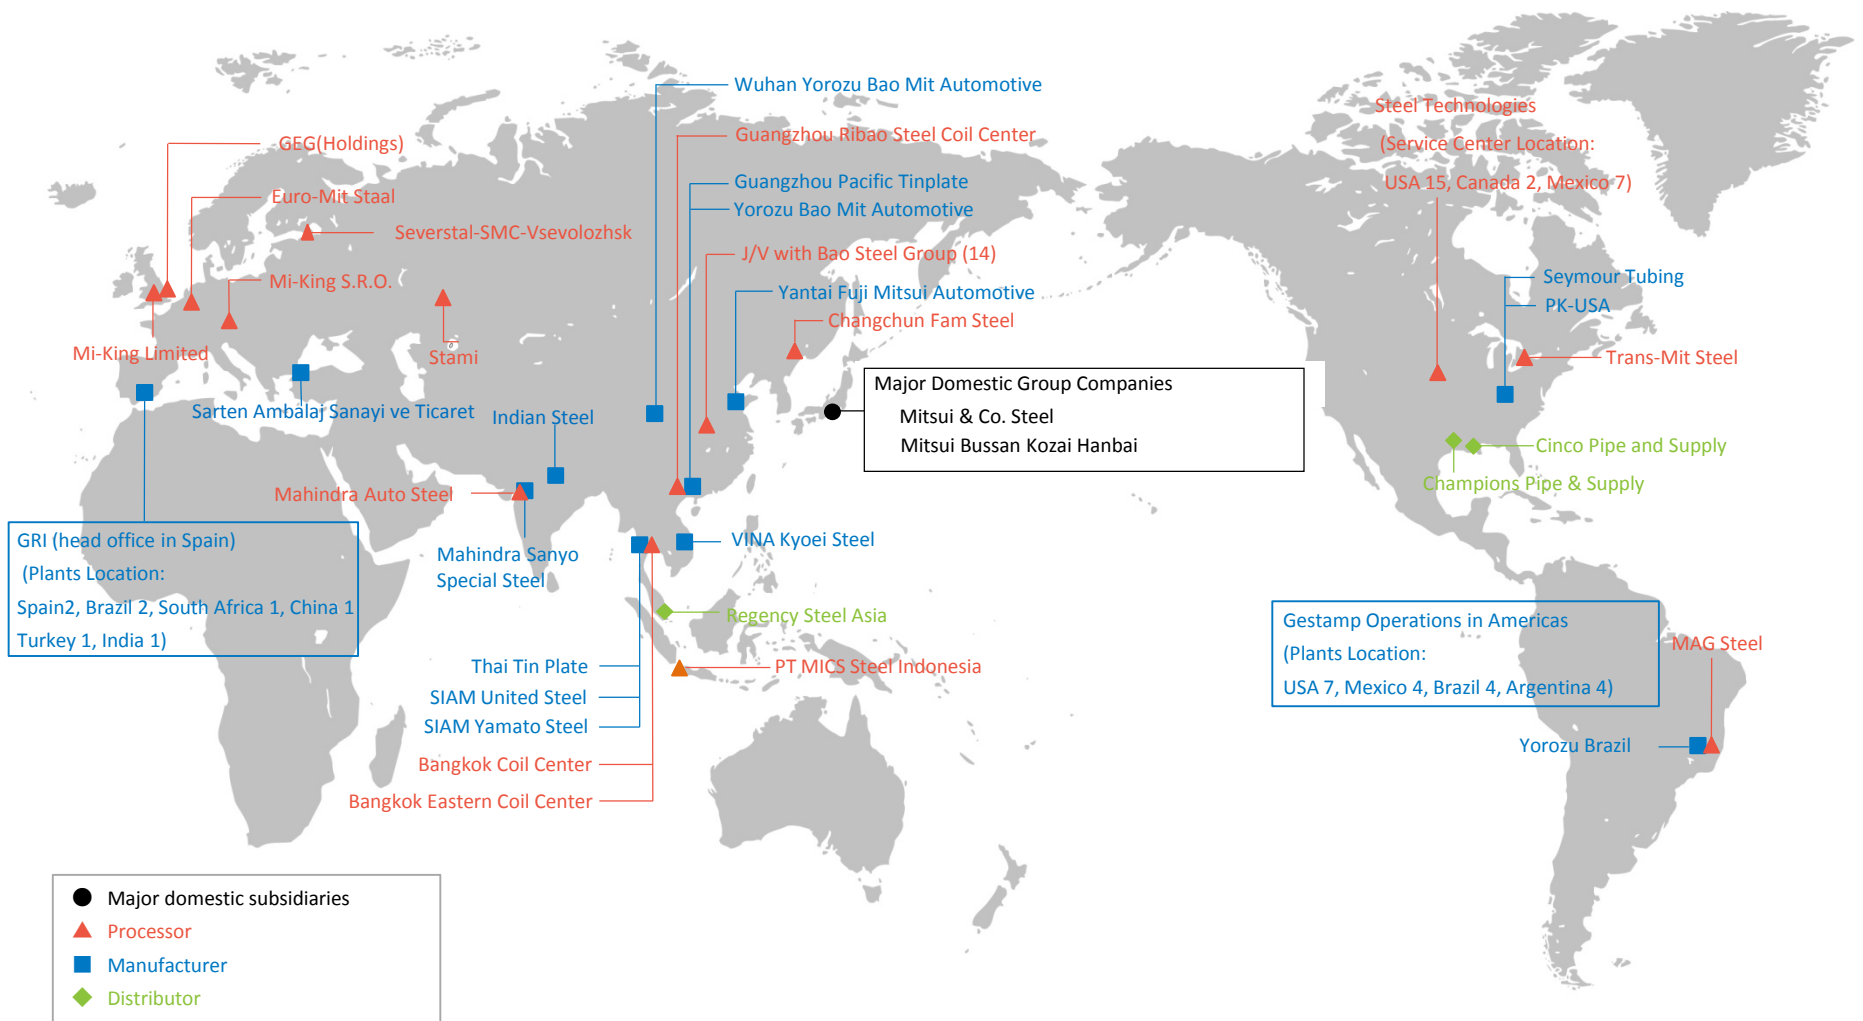 Wuhan Yorozu Bao Mit Automotive
Steel Technologies
(Service Center Location:
USA 15, Canada 2, Mexico 7)
GEG(Holdings)
Guangzhou Ribao Steel Coil Center
Euro-Mit Staal
Guangzhou Pacific Tinplate
Yorozu Bao Mit Automotive
Severstal-SMC-Vsevolozhsk
J/V with Bao Steel Group (14)
Mi-King S.R.O.
Yantai Fuji Mitsui Automotive
Seymour Tubing
PK-USA
Changchun Fam Steel
Mi-King Limited
Stami
Trans-Mit Steel
Major Domestic Group Companies
Mitsui & Co. Steel
Mitsui Bussan Kozai Hanbai
Sarten Ambalaj Sanayi ve Ticaret
Indian Steel
Cinco Pipe and Supply
Champions Pipe & Supply
Mahindra Auto Steel
GRI (head office in Spain)
(Plants Location:
Spain2, Brazil 2, South Africa 1, China 1
Turkey 1, India 1)
Mahindra Sanyo
Special Steel
VINA Kyoei Steel
Regency Steel Asia
Gestamp Operations in Americas
(Plants Location:
USA 7, Mexico 4, Brazil 4, Argentina 4)
MAG Steel
Thai Tin Plate
PT MICS Steel Indonesia
SIAM United Steel
SIAM Yamato Steel
Yorozu Brazil
Bangkok Coil Center
Bangkok Eastern Coil Center
Major domestic subsidiaries
Processor
Manufacturer
Distributor